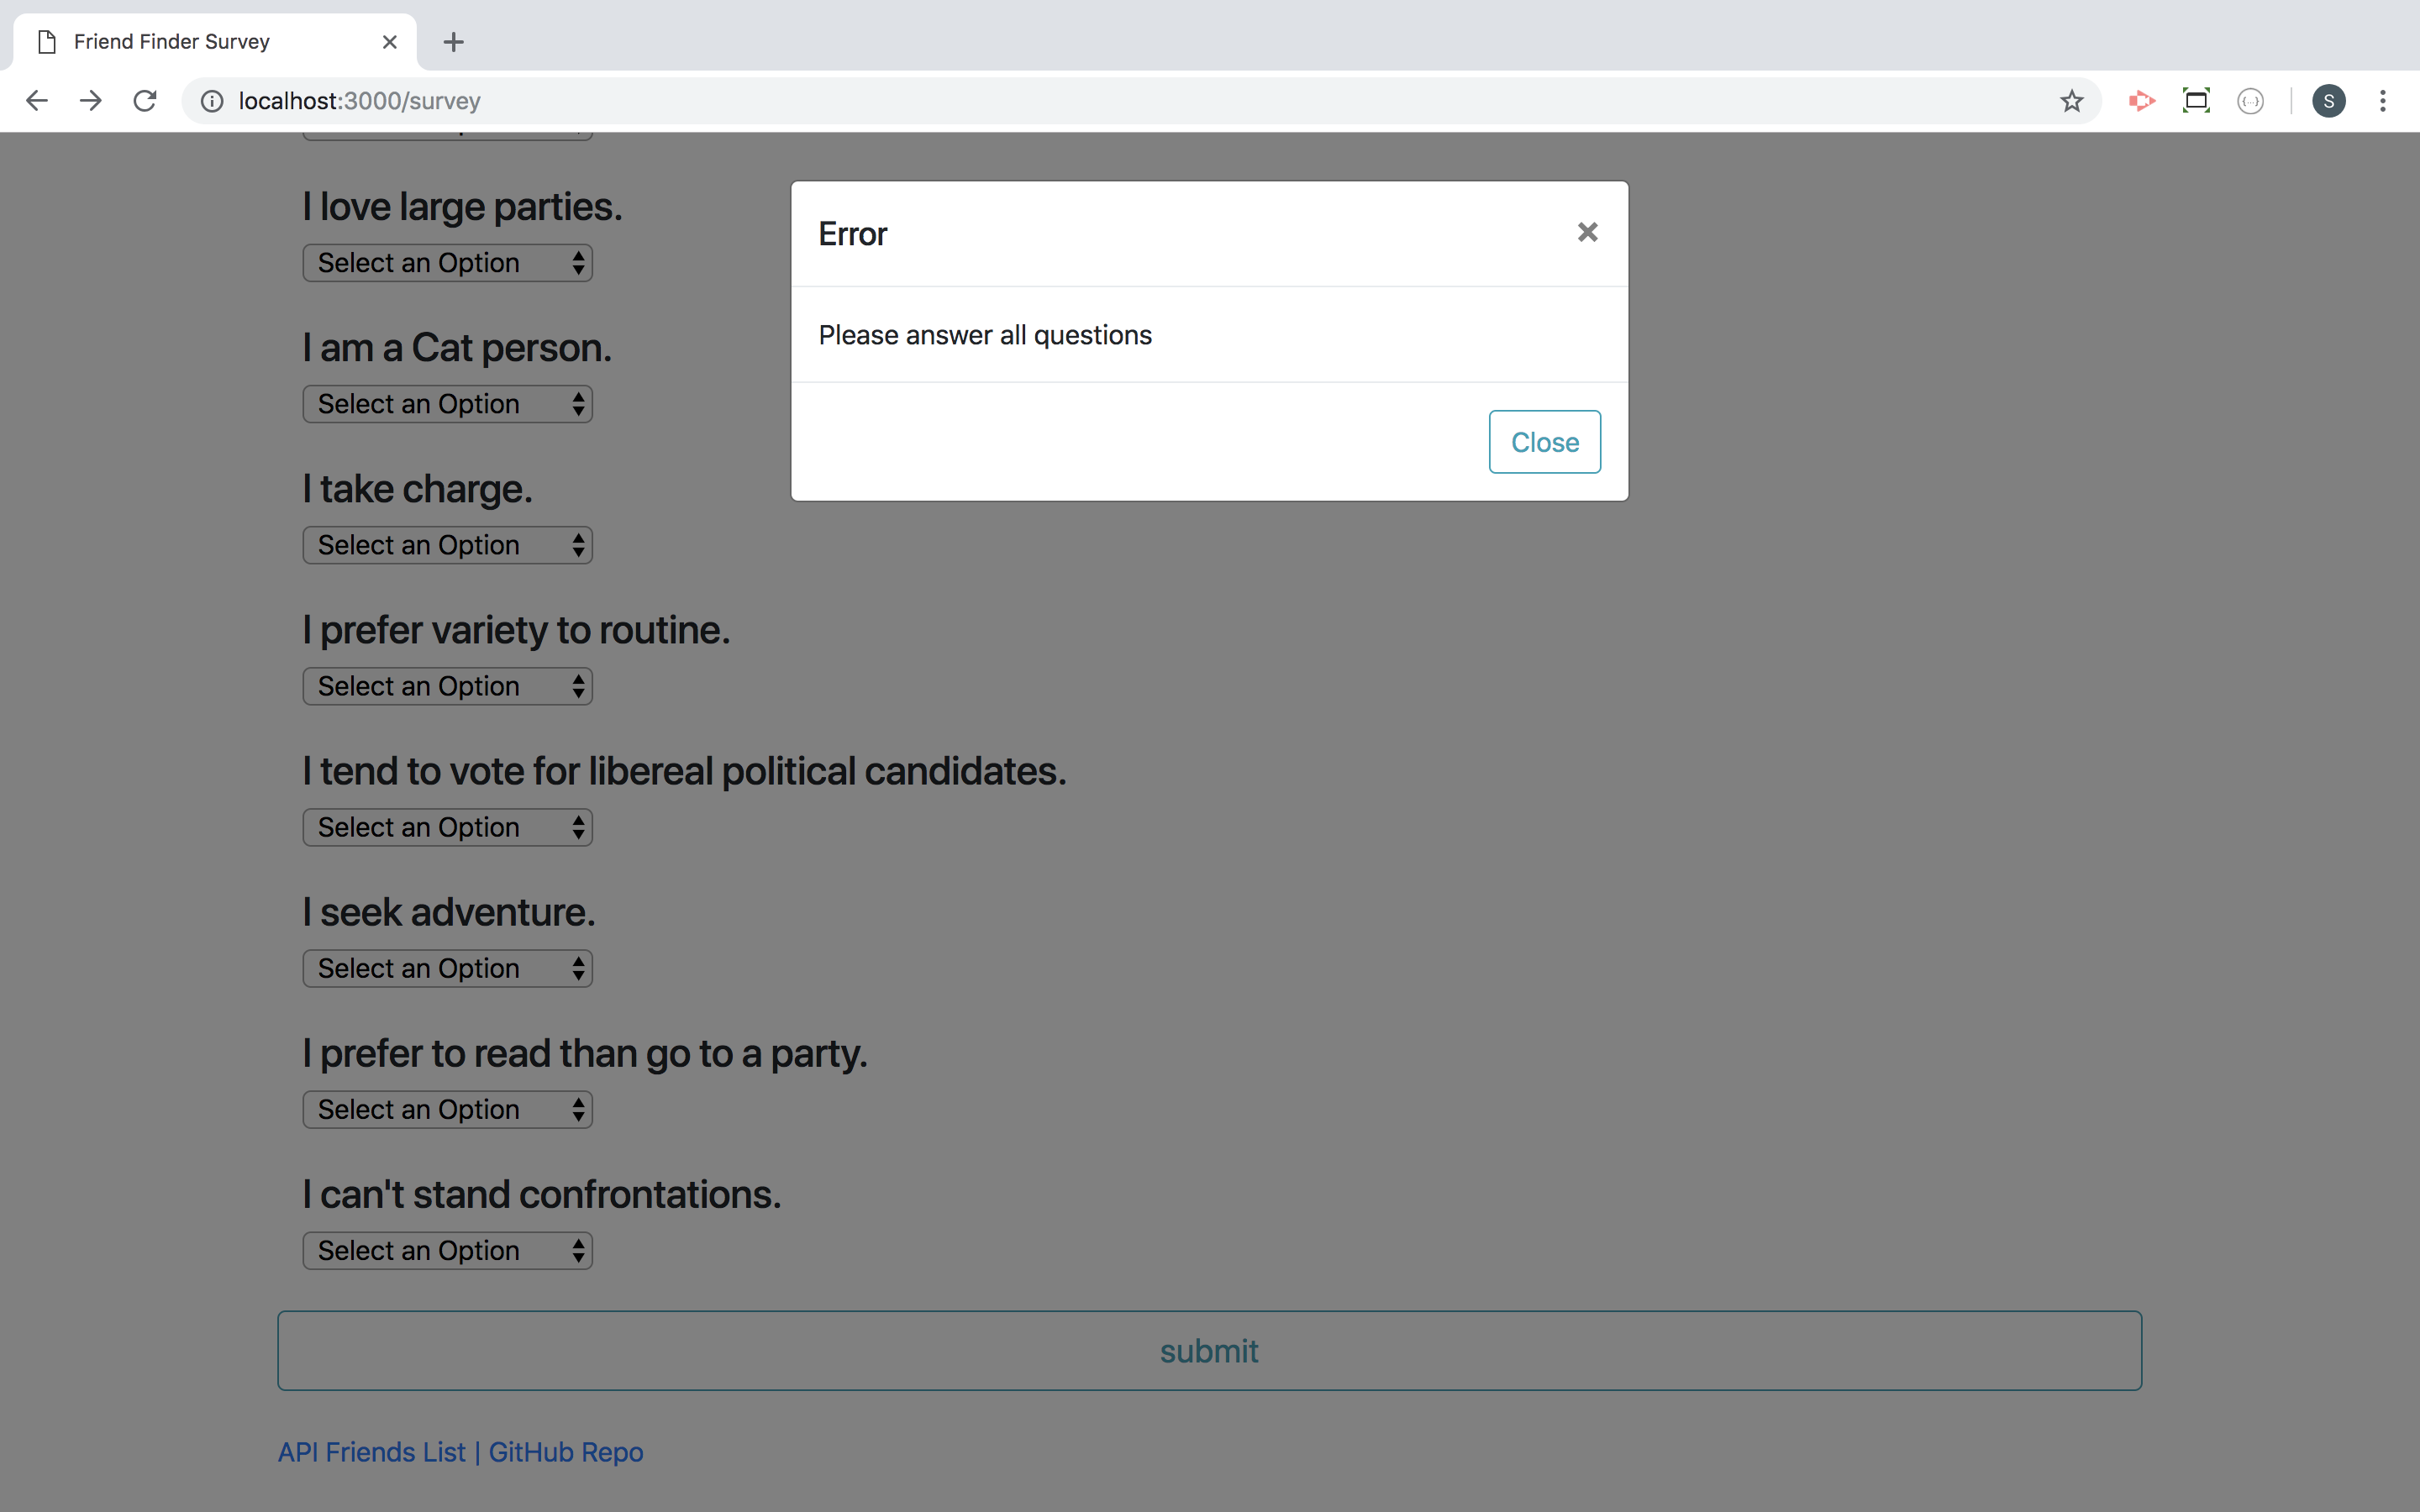 Friend Finder Survey
localhost:3000/survey
S
I love large parties.
Select an Option
I am a Cat person.
Select an Option
I take charge.
Select an Option
I prefer variety to routine.
Select an Option
I tend to vote for libereal political candidates.
Select an Option
I seek adventure.
Select an Option
I prefer to read than go to a party.
Select an Option
I can't stand confrontations.
Select an Option
submit
API Friends List | GitHub Repo
Error
Please answer all questions
Close